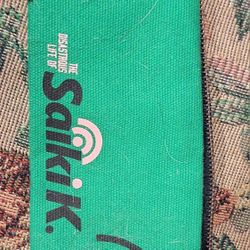 THE
DISASTROUS
LIFE OF
Saiki K.